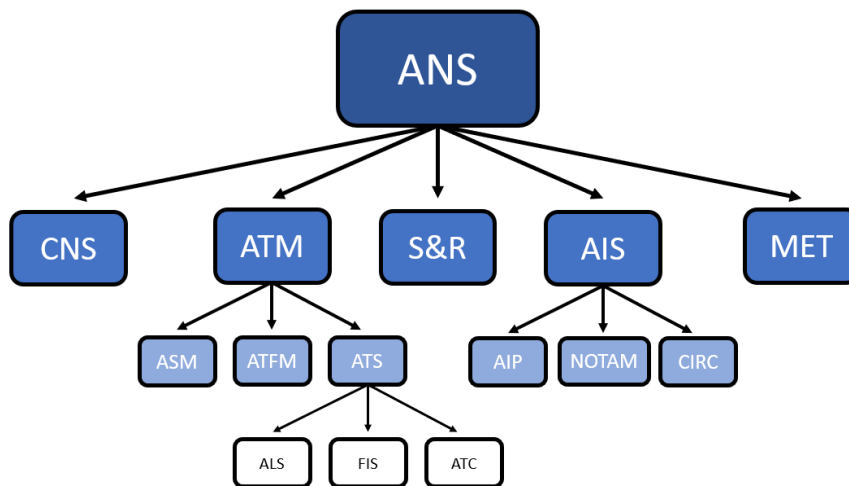 ANS
CNS
ATM
S&R
AIS
MET
ASM
ATFM
ATS
AIP
NOTAM
CIRC
ALS
FIS
ATC